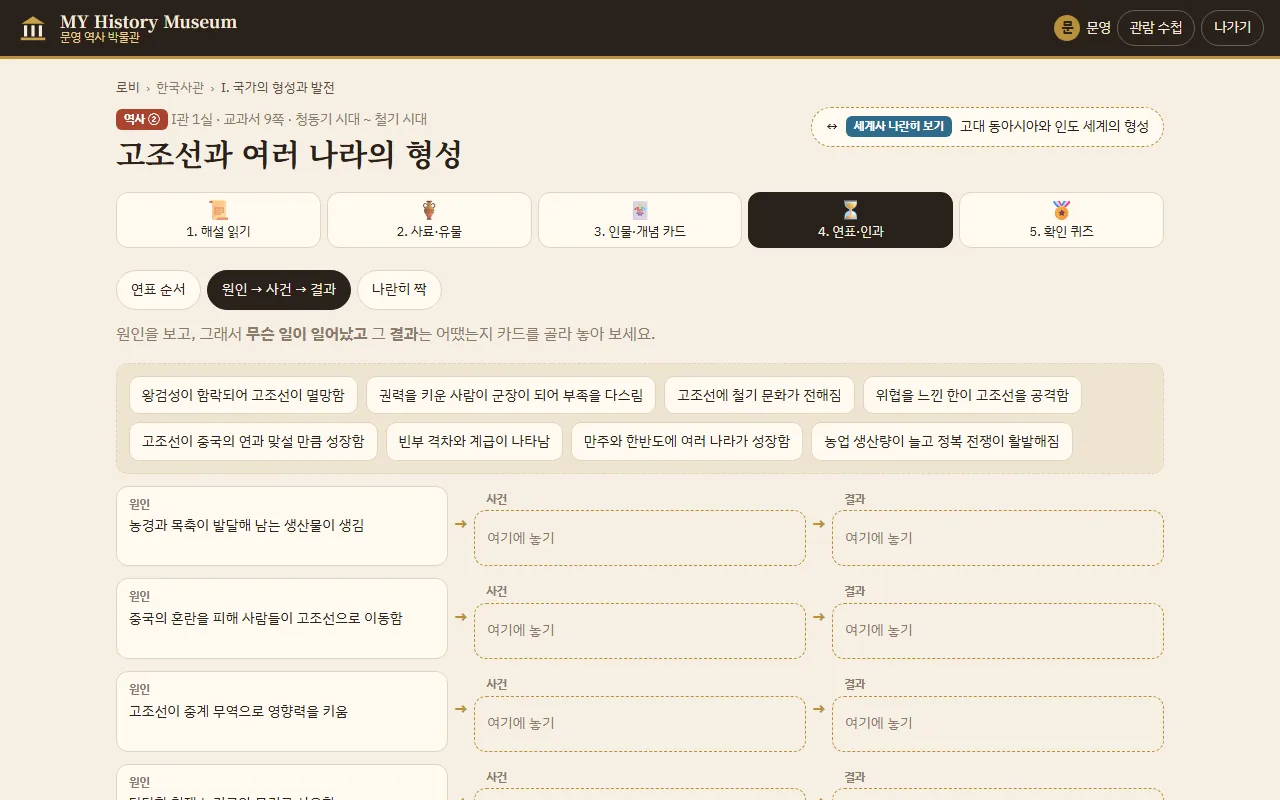 MY History Museum
문영 역사 박물관
문 문영 관람 수첩 나가기
로비 › 한국사관 › I. 국가의 형성과 발전
역사 ② I관 1실 · 교과서 9쪽 · 청동기 시대 ~ 철기 시대
고조선과 여러 나라의 형성
↔ 세계사 나란히 보기 고대 동아시아와 인도 세계의 형성
1. 해설 읽기
2. 사료·유물
3. 인물·개념 카드
4. 연표·인과
5. 확인 퀴즈
연표 순서 원인 → 사건 → 결과 나란히 짝
원인을 보고, 그래서 무슨 일이 일어났고 그 결과는 어땠는지 카드를 골라 놓아 보세요.
왕검성이 함락되어 고조선이 멸망함 권력을 키운 사람이 군장이 되어 부족을 다스림 고조선에 철기 문화가 전해짐 위협을 느낀 한이 고조선을 공격함
고조선이 중국의 연과 맞설 만큼 성장함 빈부 격차와 계급이 나타남 만주와 한반도에 여러 나라가 성장함 농업 생산량이 늘고 정복 전쟁이 활발해짐
원인 사건 결과
농경과 목축이 발달해 남는 생산물이 생김 → 여기에 놓기 → 여기에 놓기
원인 사건 결과
중국의 혼란을 피해 사람들이 고조선으로 이동함 → 여기에 놓기 → 여기에 놓기
원인 사건 결과
고조선이 중계 무역으로 영향력을 키움 → 여기에 놓기 → 여기에 놓기
원인 사건 결과